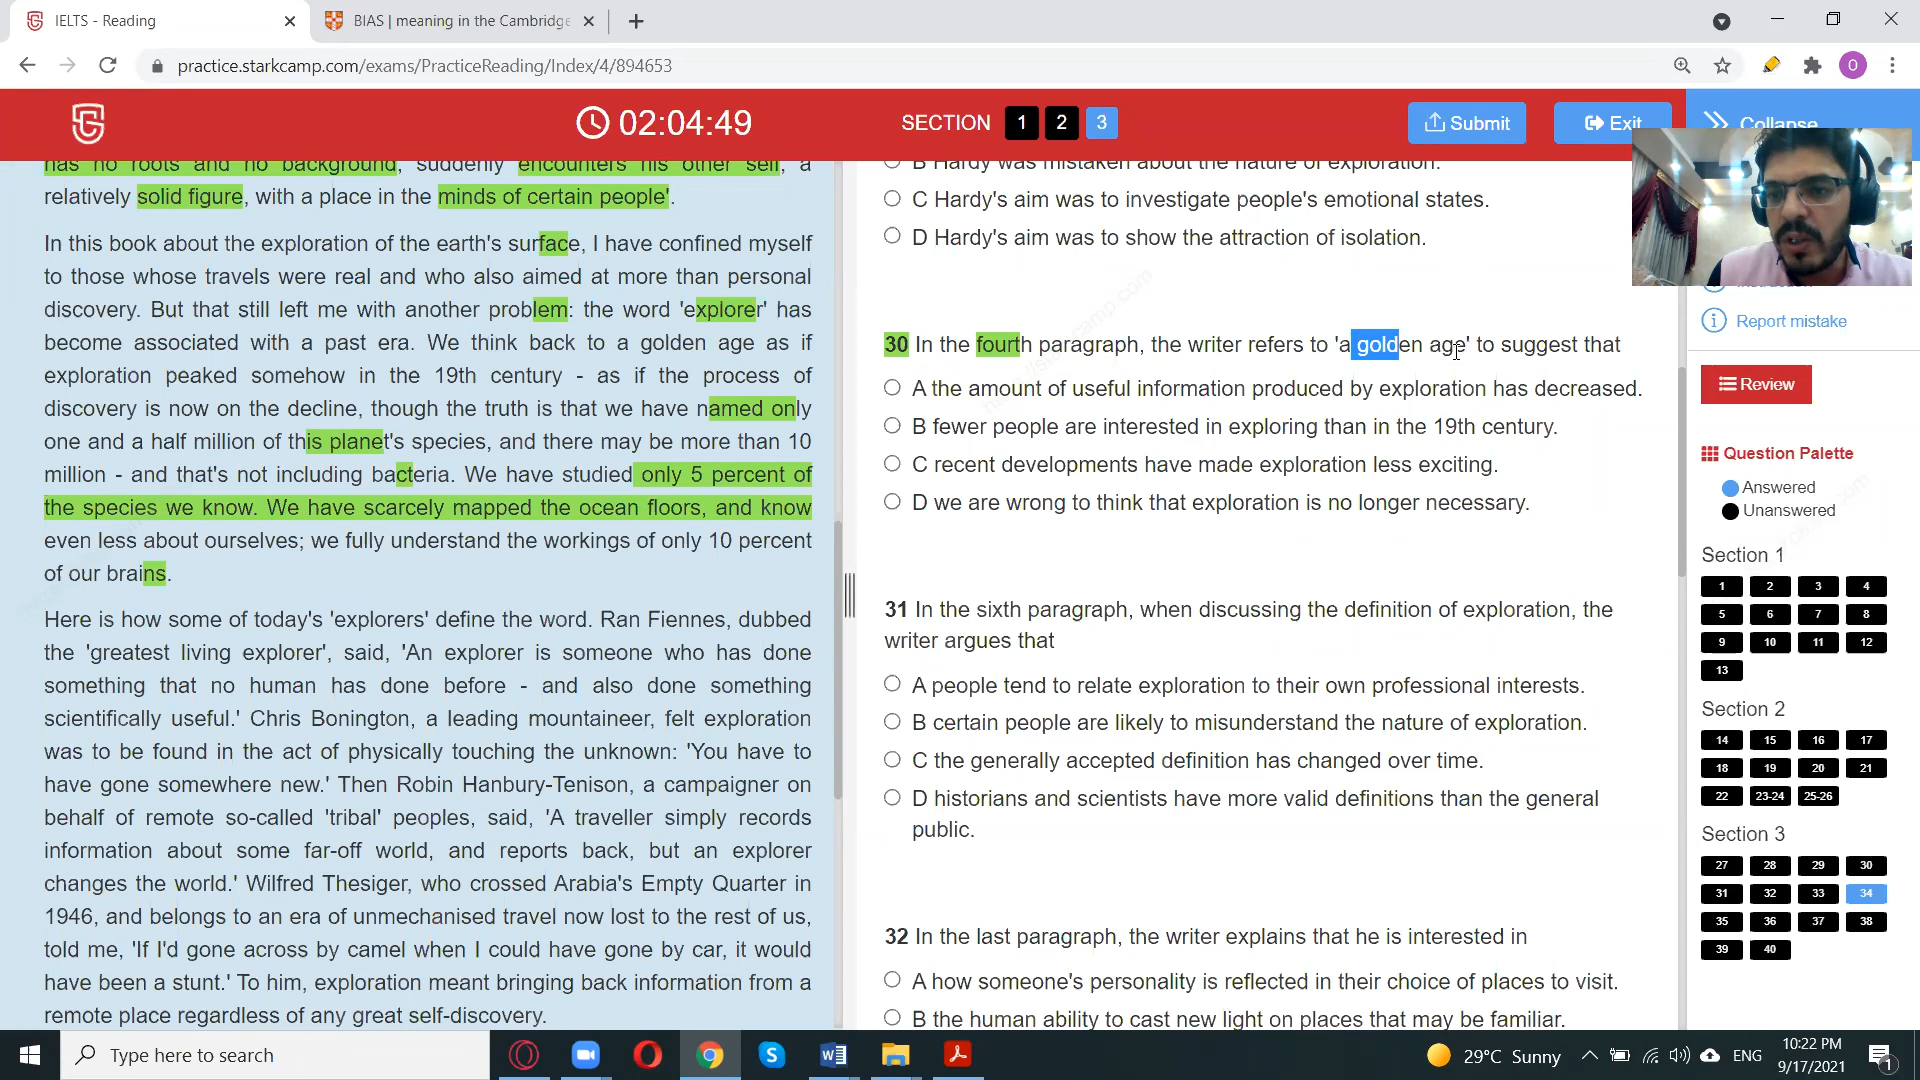 IELTS - Reading
BIAS | meaning in the Cambridge
practice.starkcamp.com/exams/PracticeReading/Index/4/894653
O
02:04:49
SECTION 1 2 3
Submit
Exit
Collapse
has no roots and no background, suddenly encounters his other self, a
relatively solid figure, with a place in the minds of certain people'.
In this book about the exploration of the earth's surface, I have confined myself
to those whose travels were real and who also aimed at more than personal
discovery. But that still left me with another problem: the word 'explorer' has
become associated with a past era. We think back to a golden age as if
exploration peaked somehow in the 19th century - as if the process of
discovery is now on the decline, though the truth is that we have named only
one and a half million of this planet's species, and there may be more than 10
million - and that's not including bacteria. We have studied only 5 percent of
the species we know. We have scarcely mapped the ocean floors, and know
even less about ourselves; we fully understand the workings of only 10 percent
of our brains.
Here is how some of today's 'explorers' define the word. Ran Fiennes, dubbed
the 'greatest living explorer', said, 'An explorer is someone who has done
something that no human has done before - and also done something
scientifically useful.' Chris Bonington, a leading mountaineer, felt exploration
was to be found in the act of physically touching the unknown: 'You have to
have gone somewhere new.' Then Robin Hanbury-Tenison, a campaigner on
behalf of remote so-called 'tribal' peoples, said, 'A traveller simply records
information about some far-off world, and reports back, but an explorer
changes the world.' Wilfred Thesiger, who crossed Arabia's Empty Quarter in
1946, and belongs to an era of unmechanised travel now lost to the rest of us,
told me, 'If I'd gone across by camel when I could have gone by car, it would
have been a stunt.' To him, exploration meant bringing back information from a
remote place regardless of any great self-discovery.
B Hardy was mistaken about the nature of exploration.
C Hardy's aim was to investigate people's emotional states.
D Hardy's aim was to show the attraction of isolation.
30 In the fourth paragraph, the writer refers to 'a golden age' to suggest that
A the amount of useful information produced by exploration has decreased.
B fewer people are interested in exploring than in the 19th century.
C recent developments have made exploration less exciting.
D we are wrong to think that exploration is no longer necessary.
31 In the sixth paragraph, when discussing the definition of exploration, the
writer argues that
A people tend to relate exploration to their own professional interests.
B certain people are likely to misunderstand the nature of exploration.
C the generally accepted definition has changed over time.
D historians and scientists have more valid definitions than the general
public.
32 In the last paragraph, the writer explains that he is interested in
A how someone's personality is reflected in their choice of places to visit.
B the human ability to cast new light on places that may be familiar.
Report mistake
Review
Question Palette
Answered
Unanswered
Section 1
1 2 3 4
5 6 7 8
9 10 11 12
13
Section 2
14 15 16 17
18 19 20 21
22 23-24 25-26
Section 3
27 28 29 30
31 32 33 34
35 36 37 38
39 40
Type here to search
29°C Sunny
ENG
10:22 PM
9/17/2021
1